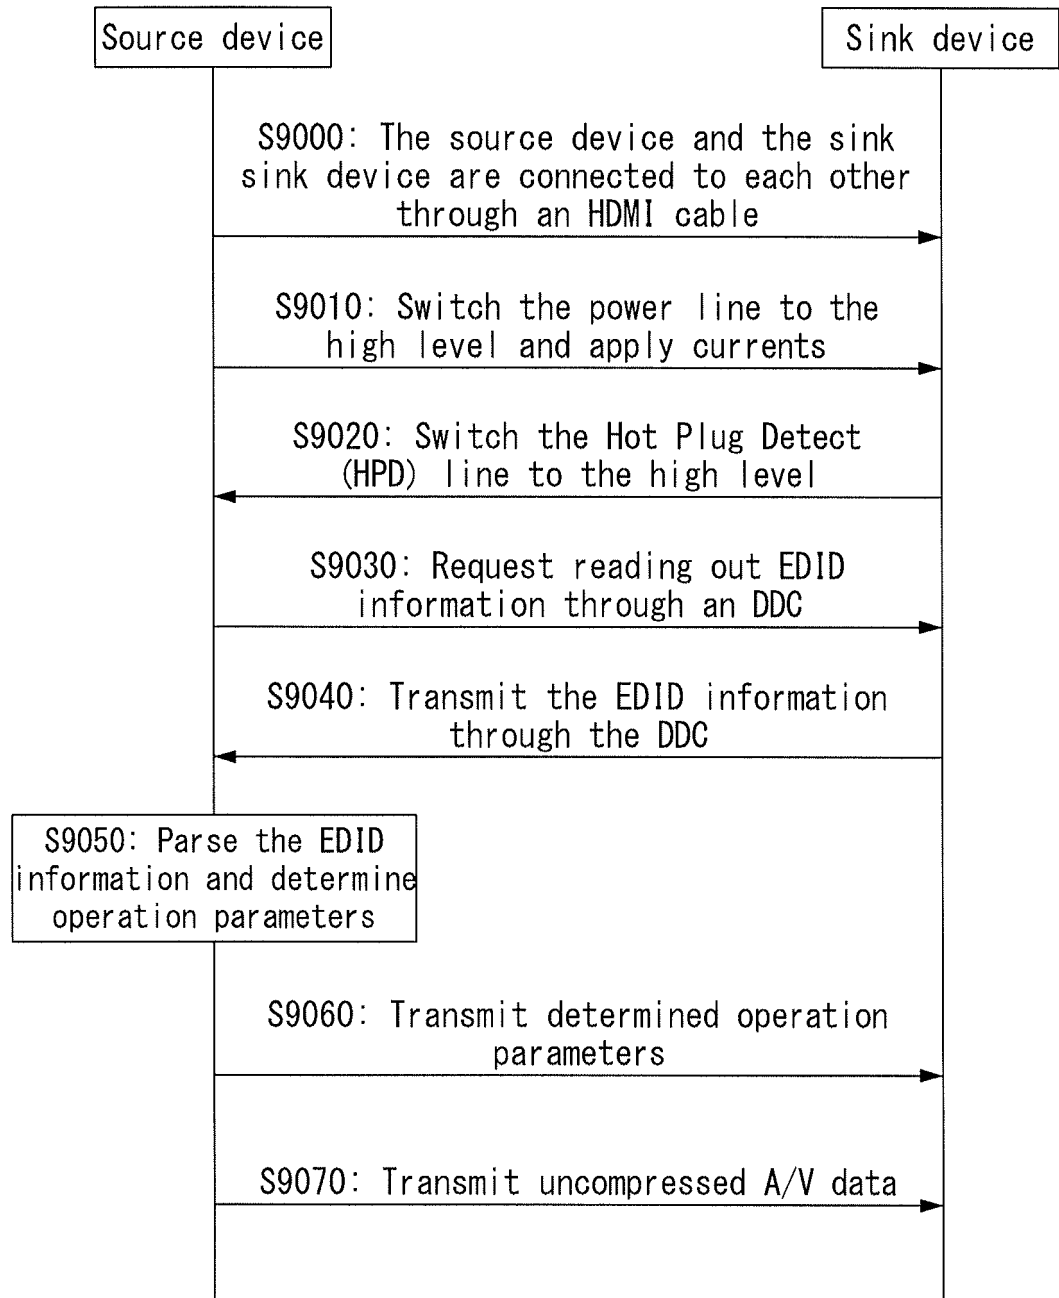 Source device
Sink device
S9000: The source device and the sink
sink device are connected to each other
through an HDMI cable
S9010: Switch the power line to the
high level and apply currents
S9020: Switch the Hot Plug Detect
(HPD) line to the high level
S9030: Request reading out EDID
information through an DDC
S9040: Transmit the EDID information
through the DDC
S9050: Parse the EDID
information and determine
operation parameters
S9060: Transmit determined operation
parameters
S9070: Transmit uncompressed A/V data